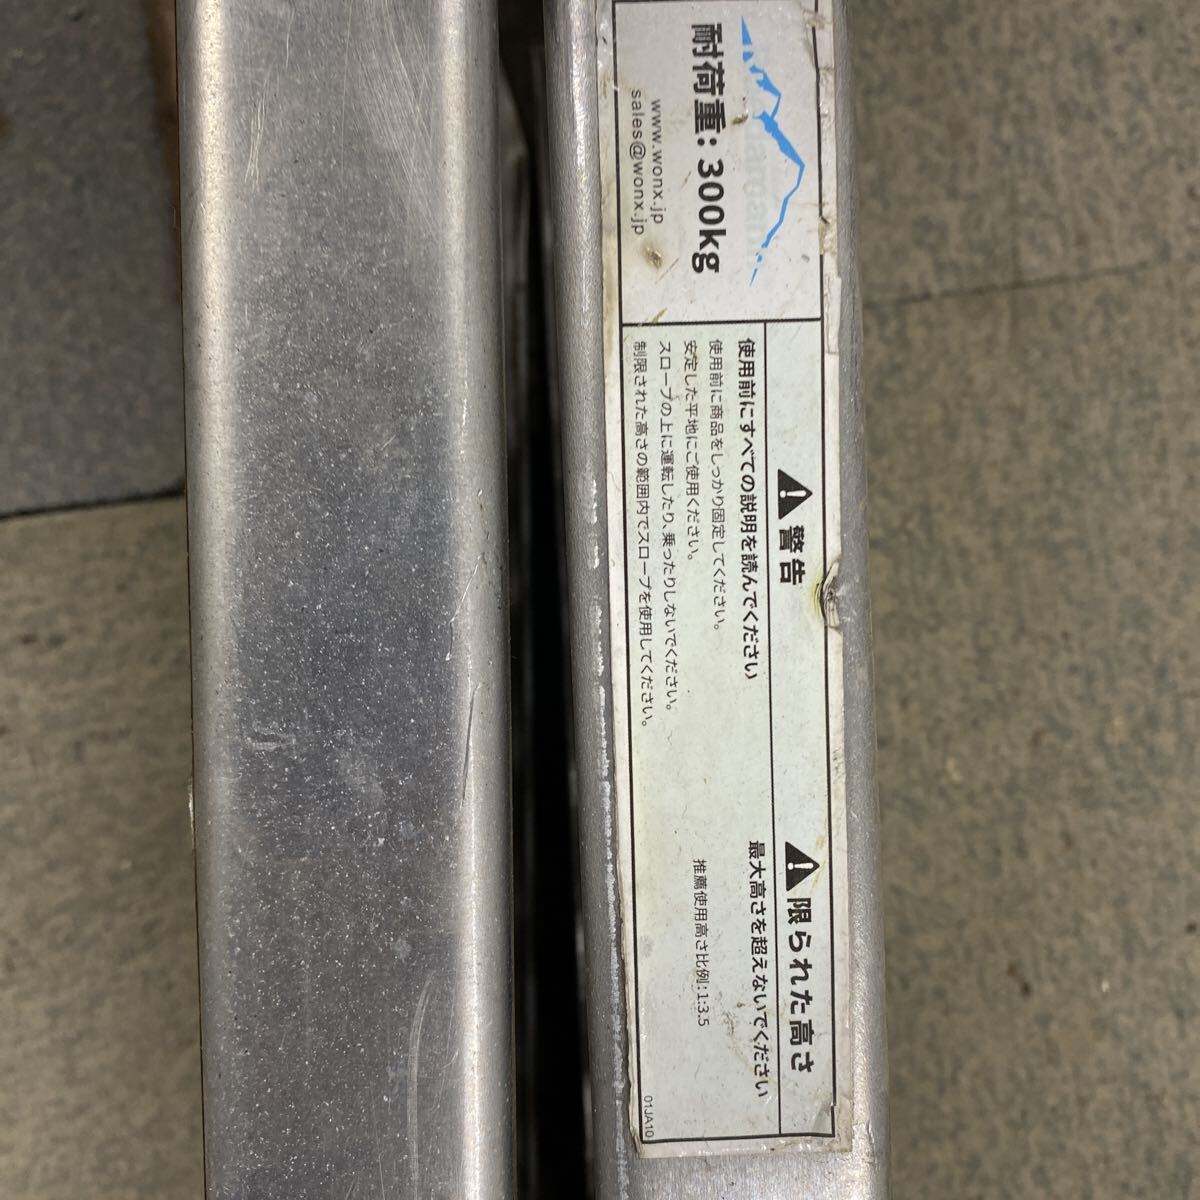 耐荷重：300kg
www.wonx.jp
sales@wonx.jp
警告
使用前にすべての説明を読んでください
使用前に商品をしっかり固定してください。
安定した平地にご使用ください。
スロープの上に運転したり、乗ったりしないでください。
制限された高さの範囲内でスロープを使用してください。
限られた高さ
最大高さを超えないでください
推薦使用高さ比例：1:3.5
01JA10